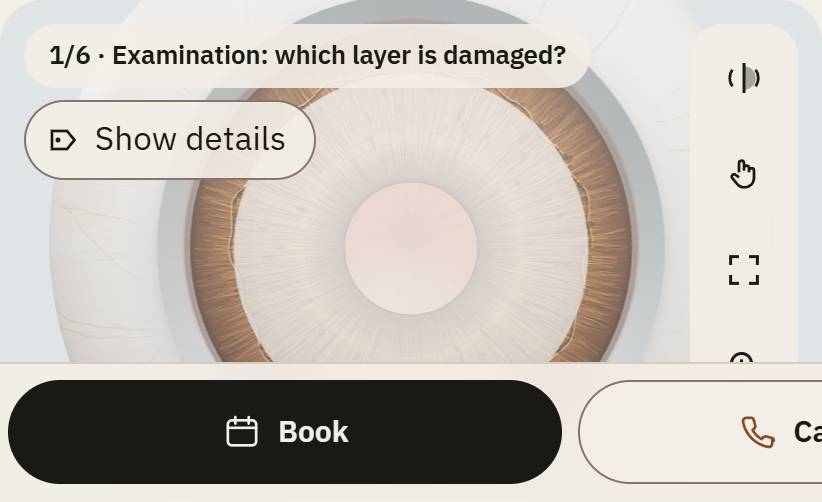 1/6 · Examination: which layer is damaged?
Show details
Book